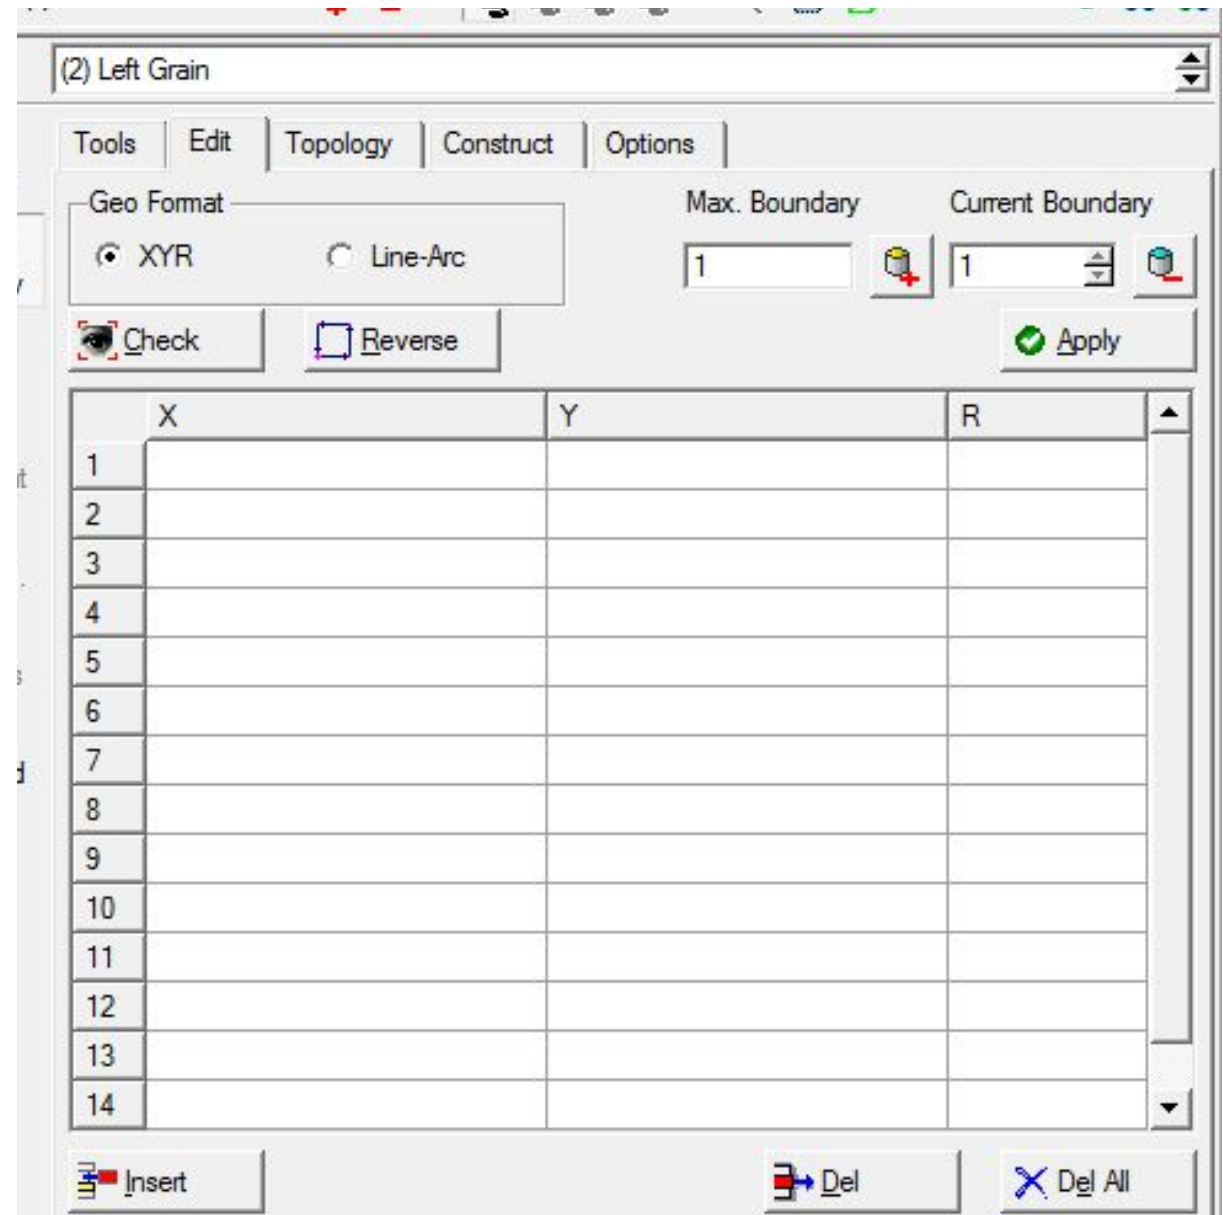 (2) Left Grain
Tools Edit Topology Construct Options
Geo Format Max. Boundary Current Boundary
XYR Line-Arc 1 1
Check Reverse Apply
X Y R
1
2
3
4
5
6
7
8
9
10
11
12
13
14
Insert Del Del All